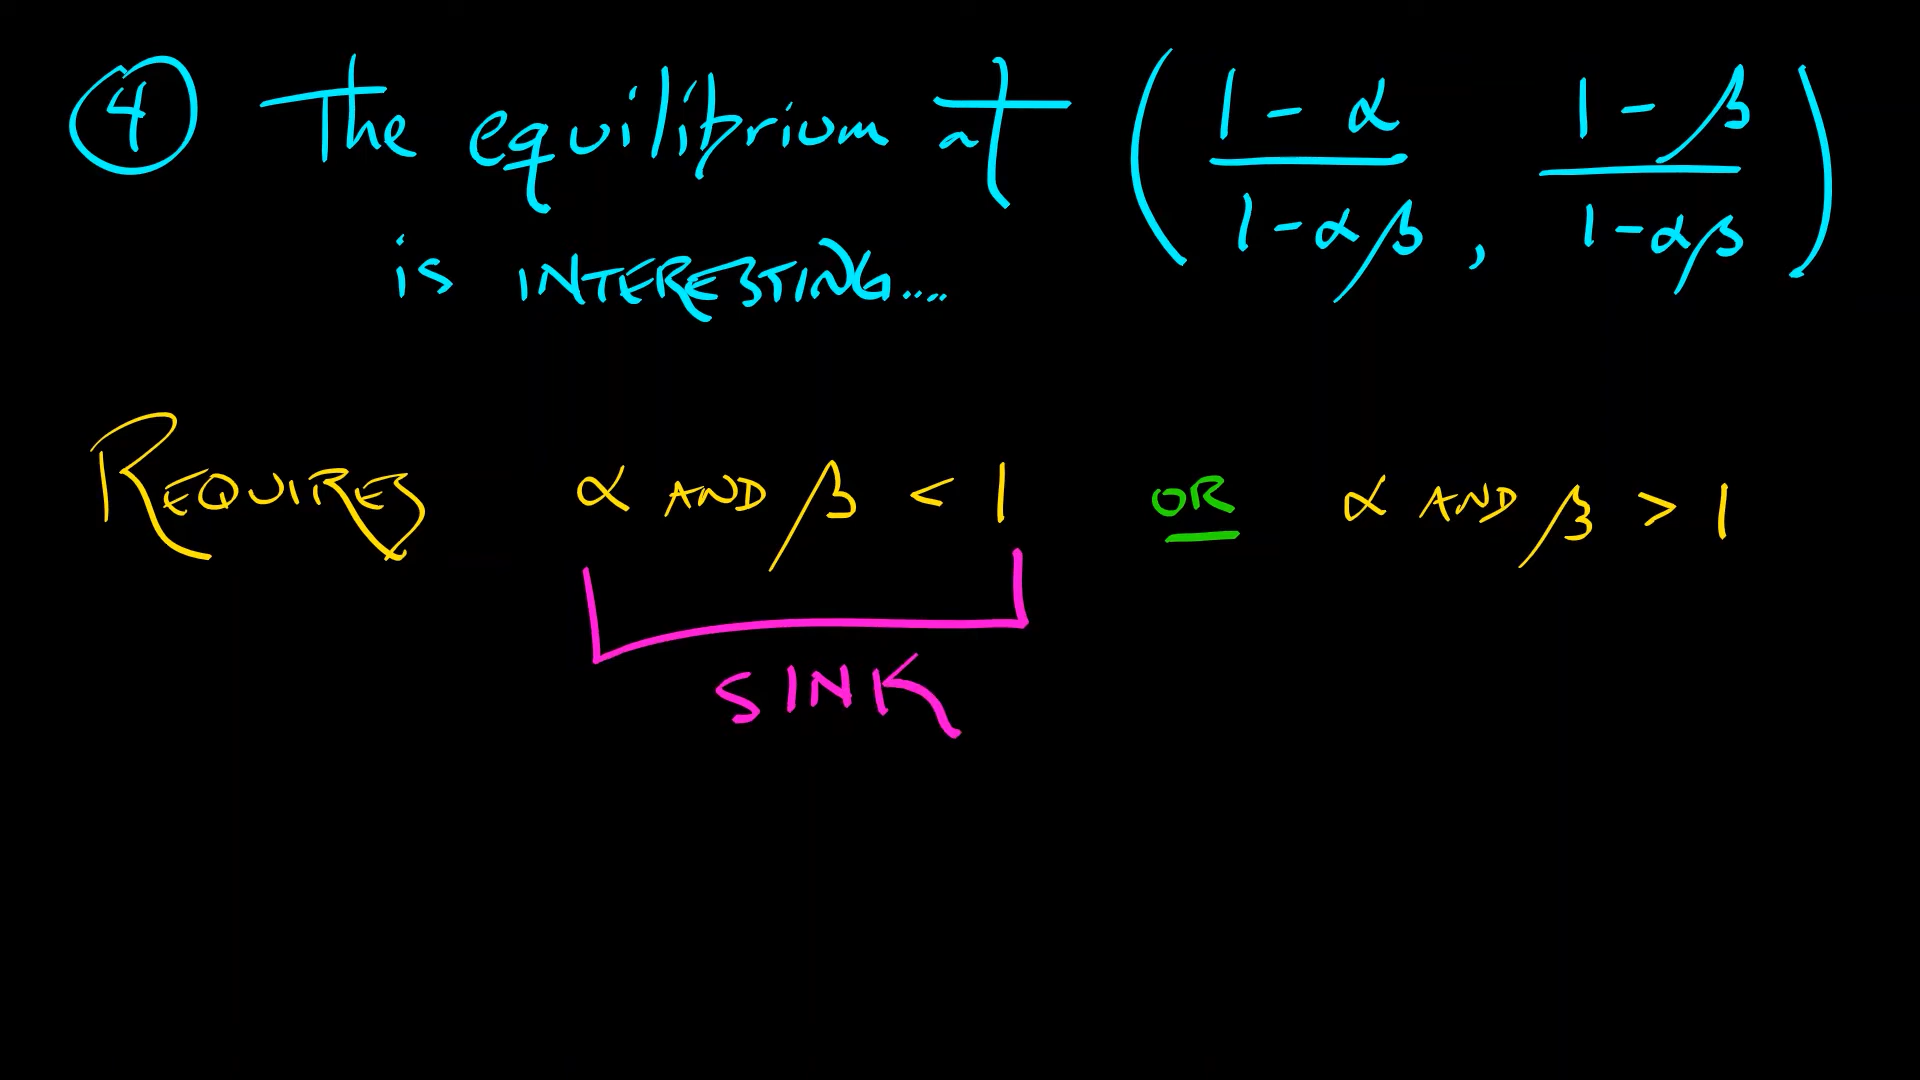 ④ The equilibrium at ( 1 - α / 1 - αβ , 1 - β / 1 - αβ )
is INTERESTING....
REQUIRES α AND β < 1 OR α AND β > 1
SINK